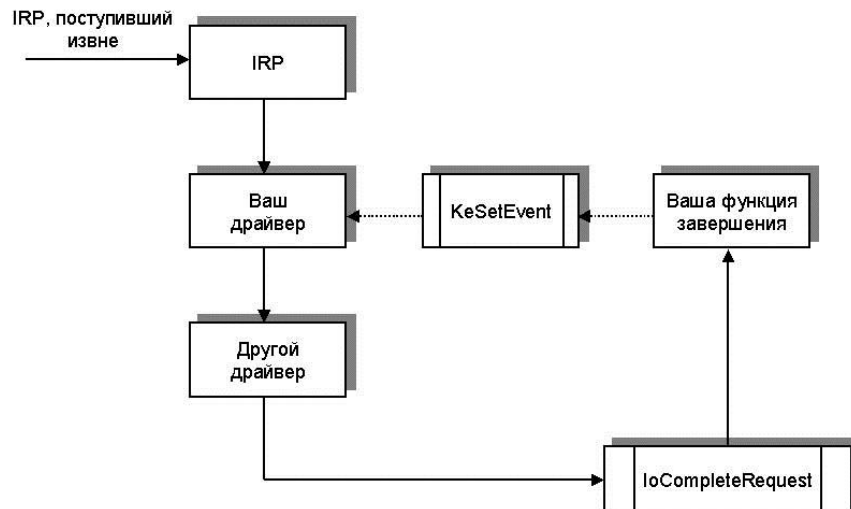 IRP, поступивший
извне
IRP
Ваш
драйвер
KeSetEvent
Ваша функция
завершения
Другой
драйвер
IoCompleteRequest